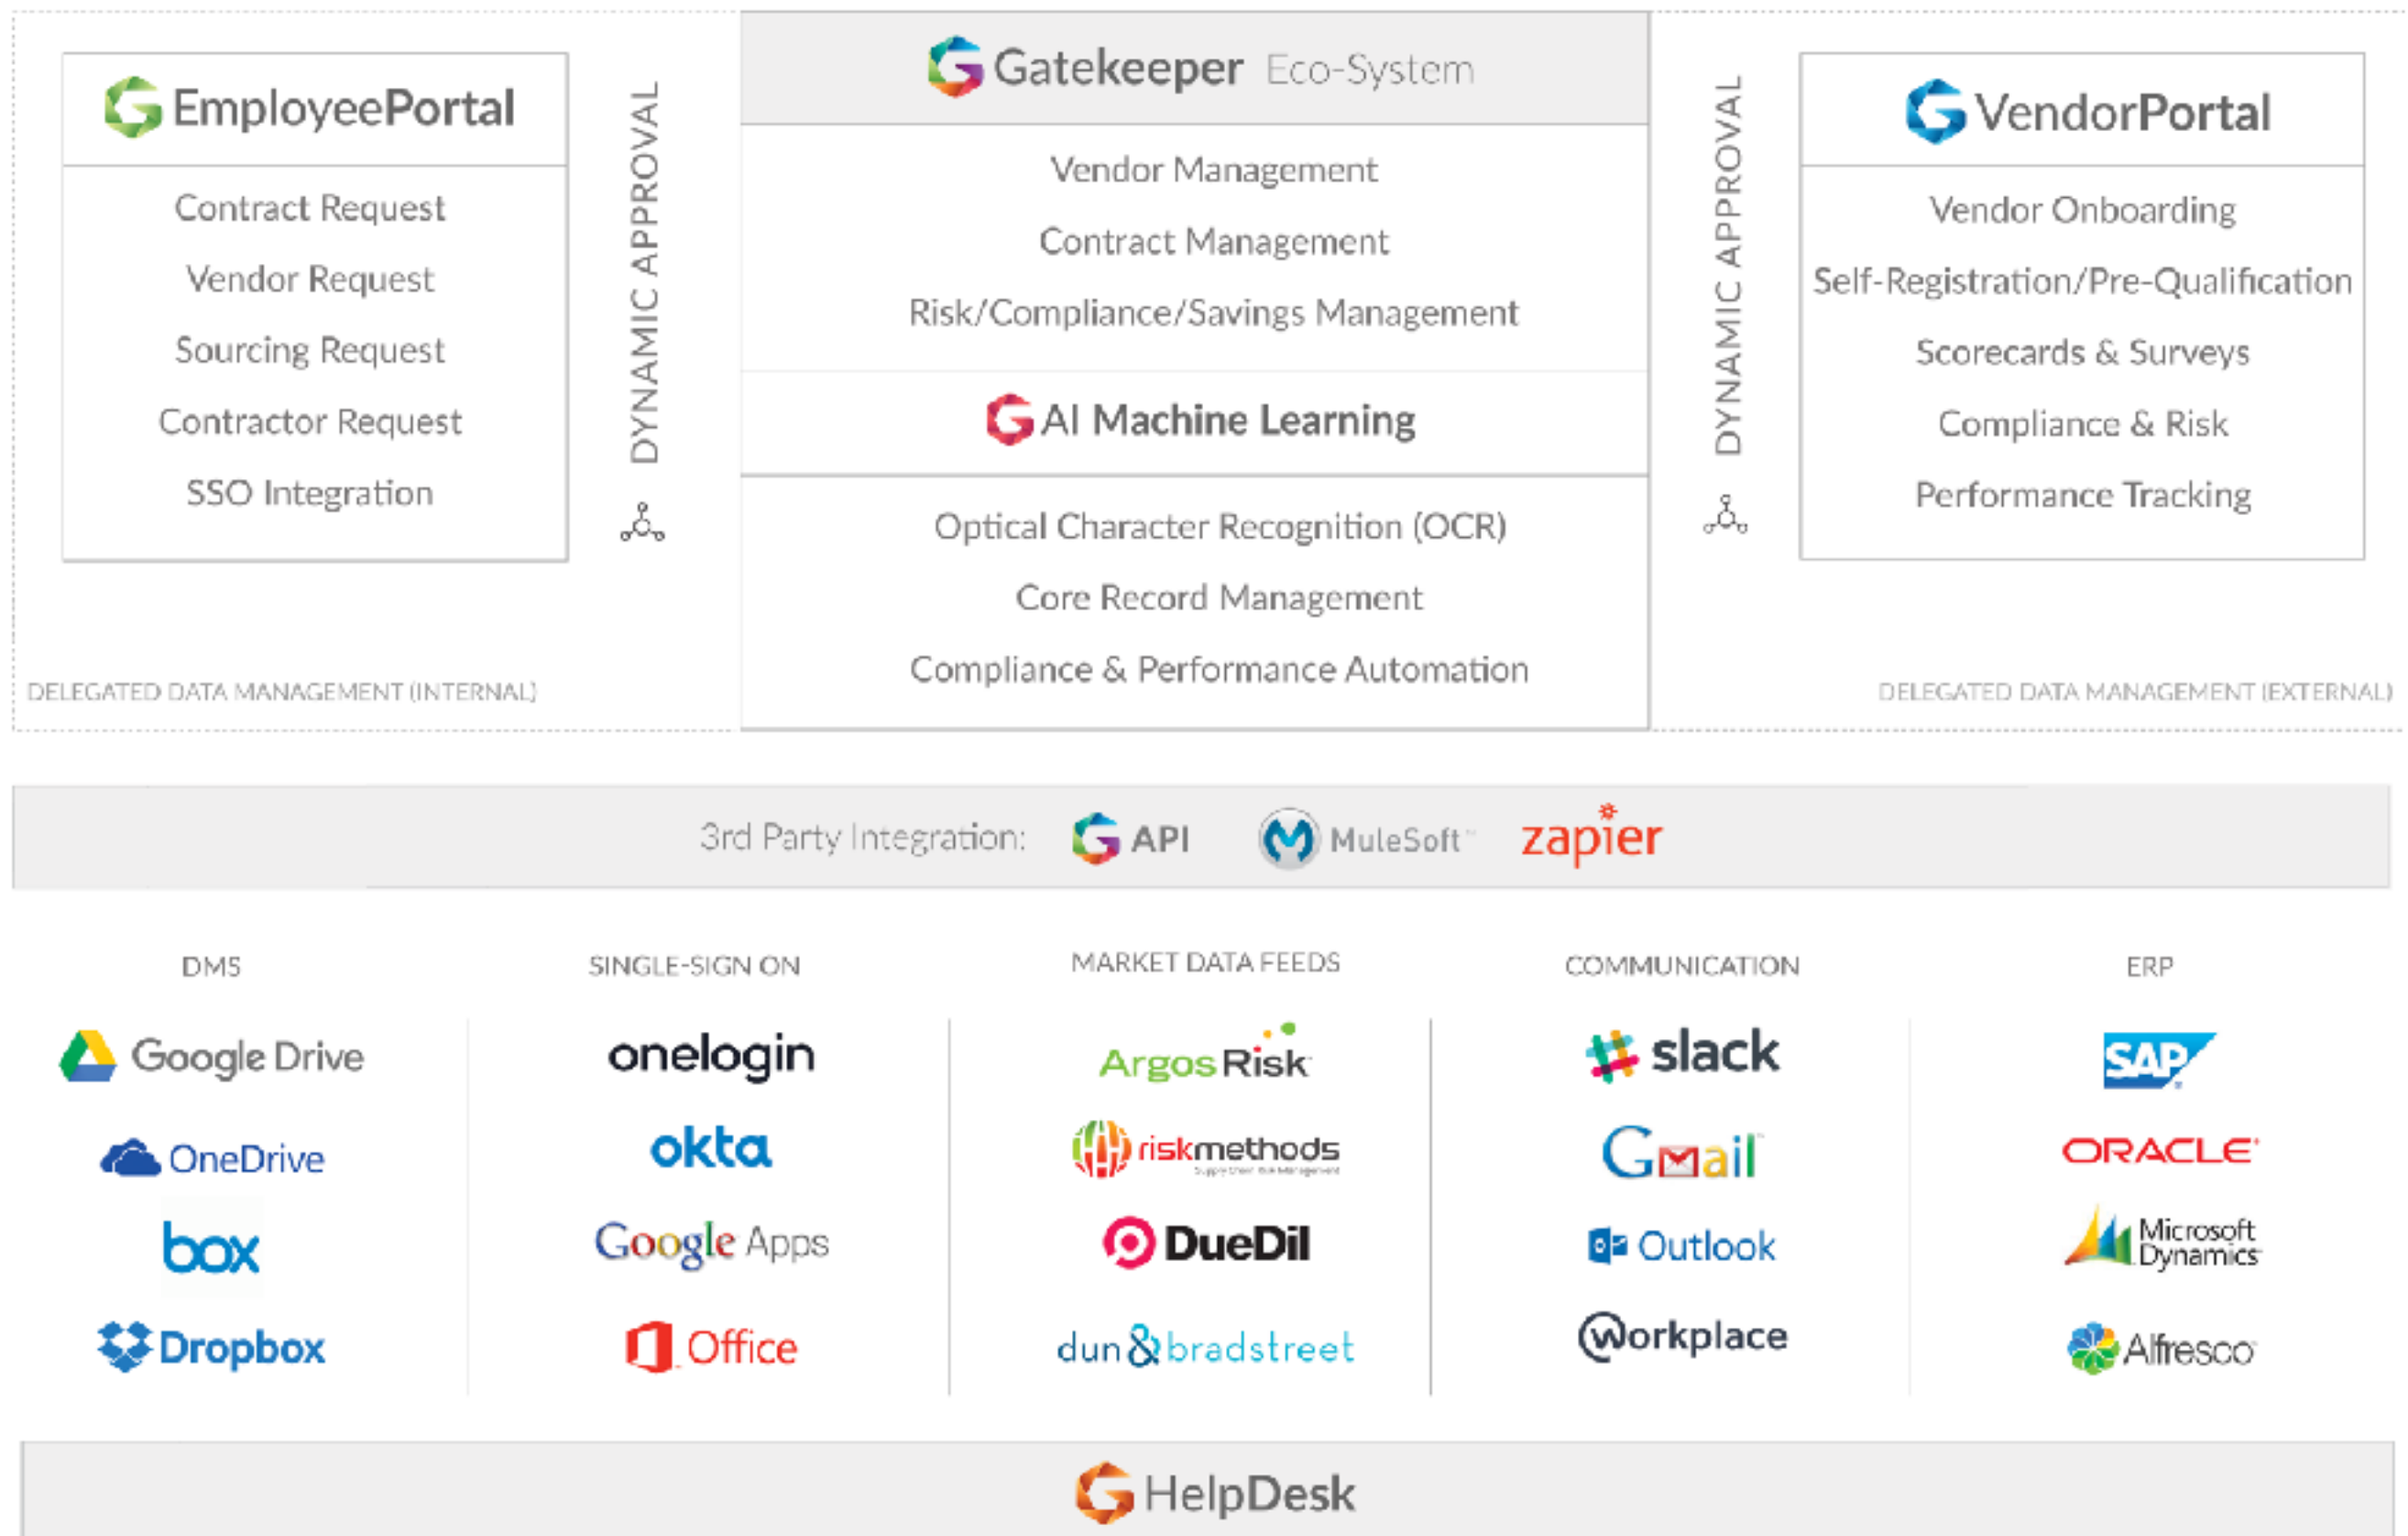 Gatekeeper Eco-System
EmployeePortal
Contract Request
Vendor Request
Sourcing Request
Contractor Request
SSO Integration
DYNAMIC APPROVAL
DELEGATED DATA MANAGEMENT (INTERNAL)
Vendor Management
Contract Management
Risk/Compliance/Savings Management
AI Machine Learning
Optical Character Recognition (OCR)
Core Record Management
Compliance & Performance Automation
DYNAMIC APPROVAL
VendorPortal
Vendor Onboarding
Self-Registration/Pre-Qualification
Scorecards & Surveys
Compliance & Risk
Performance Tracking
DELEGATED DATA MANAGEMENT (EXTERNAL)
3rd Party Integration: API MuleSoft zapier
DMS
Google Drive
OneDrive
box
Dropbox
SINGLE-SIGN ON
onelogin
okta
Google Apps
Office
MARKET DATA FEEDS
Argos Risk
riskmethods
Supply Chain Risk Management
DueDil
dun & bradstreet
COMMUNICATION
slack
Gmail
Outlook
Workplace
ERP
SAP
ORACLE
Microsoft
Dynamics
Alfresco
HelpDesk